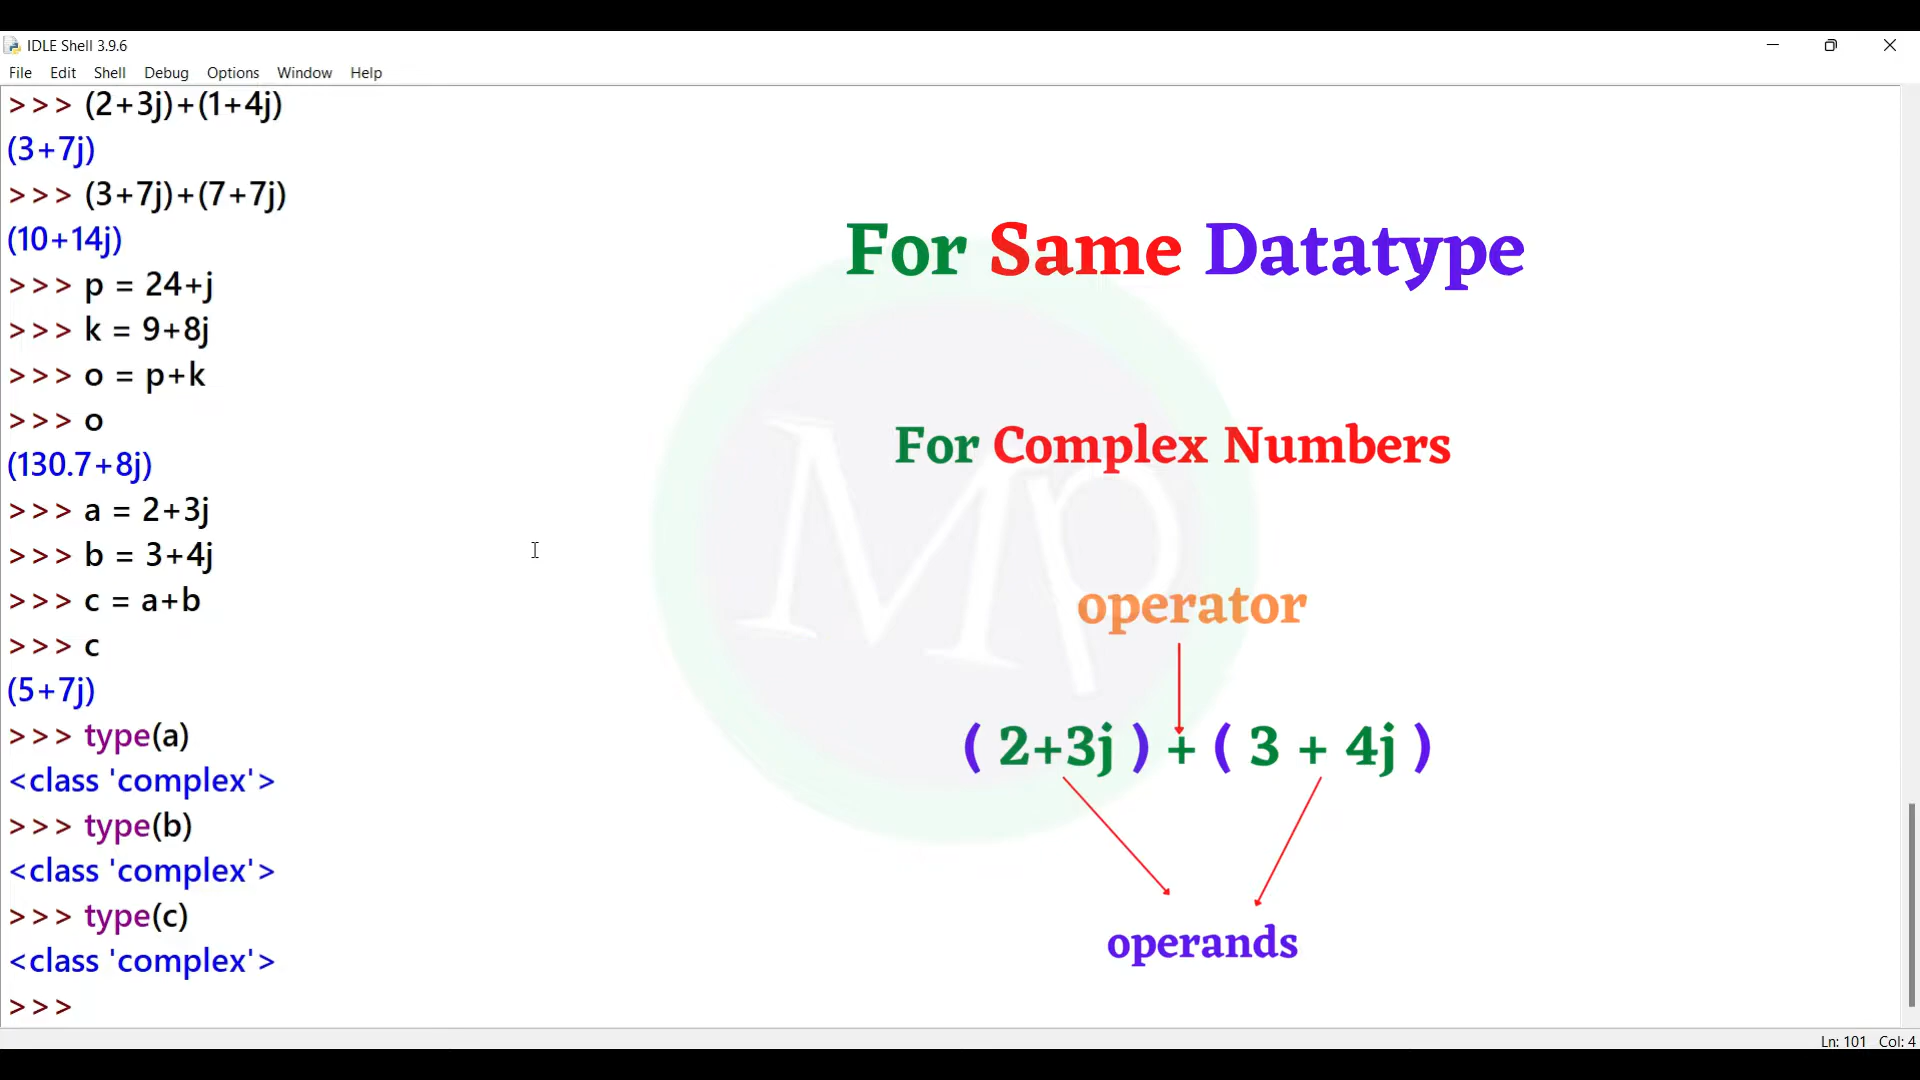 IDLE Shell 3.9.6
File Edit Shell Debug Options Window Help
>>> (2+3j)+(1+4j)
(3+7j)
>>> (3+7j)+(7+7j)
(10+14j)
>>> p = 24+j
>>> k = 9+8j
>>> o = p+k
>>> o
(130.7+8j)
>>> a = 2+3j
>>> b = 3+4j
>>> c = a+b
>>> c
(5+7j)
>>> type(a)
<class 'complex'>
>>> type(b)
<class 'complex'>
>>> type(c)
<class 'complex'>
>>>
For Same Datatype
For Complex Numbers
Mp
operator
( 2+3j ) + ( 3 + 4j )
operands
Ln: 101 Col: 4